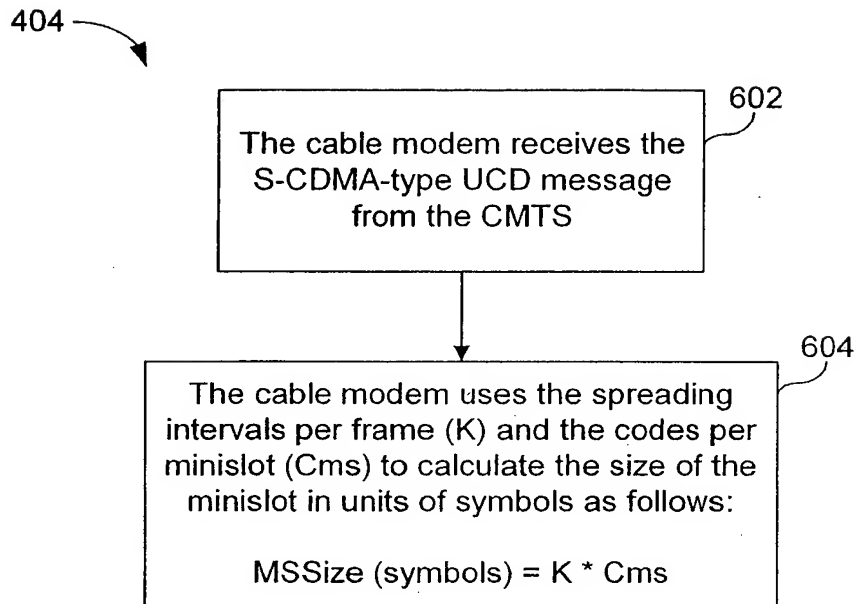 404
602
The cable modem receives the
S-CDMA-type UCD message
from the CMTS
604
The cable modem uses the spreading
intervals per frame (K) and the codes per
minislot (Cms) to calculate the size of the
minislot in units of symbols as follows:
MSSize (symbols) = K * Cms